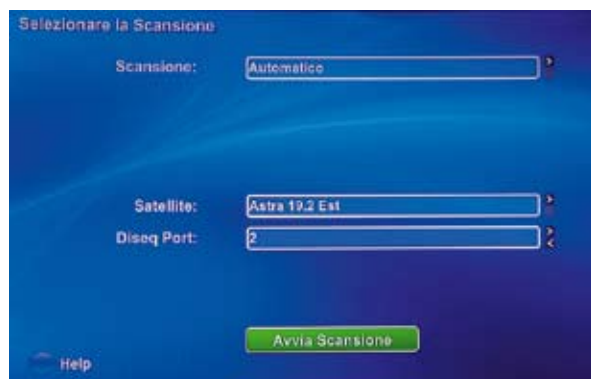 Selezionare la Scansione
Scansione: Automatico
Satellite: Astra 19.2 Est
Diseq Port: 2
Avvia Scansione
Help